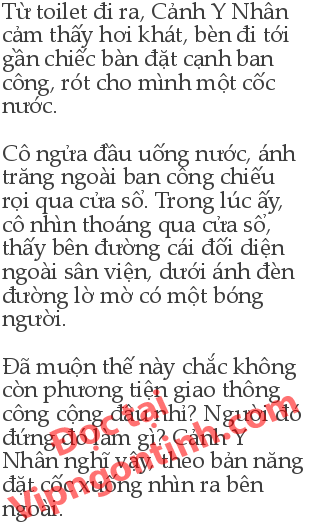 Từ toilet đi ra, Cảnh Y Nhân
cảm thấy hơi khát, bèn đi tới
gần chiếc bàn đặt cạnh ban
công, rót cho mình một cốc
nước.
Cô ngửa đầu uống nước, ánh
trăng ngoài ban công chiếu
rọi qua cửa sổ. Trong lúc ấy,
cô nhìn thoáng qua cửa sổ,
thấy bên đường cái đối diện
ngoài sân viện, dưới ánh đèn
đường lờ mờ có một bóng
người.
Đã muộn thế này chắc không
còn phương tiện giao thông
công cộng đâu nhỉ? Người đó
đứng đó làm gì? Cảnh Y
Nhân nghĩ vậy, theo bản năng
đặt cốc xuống nhìn ra bên
ngoài.
Đọc tại
Vipngontinh.com